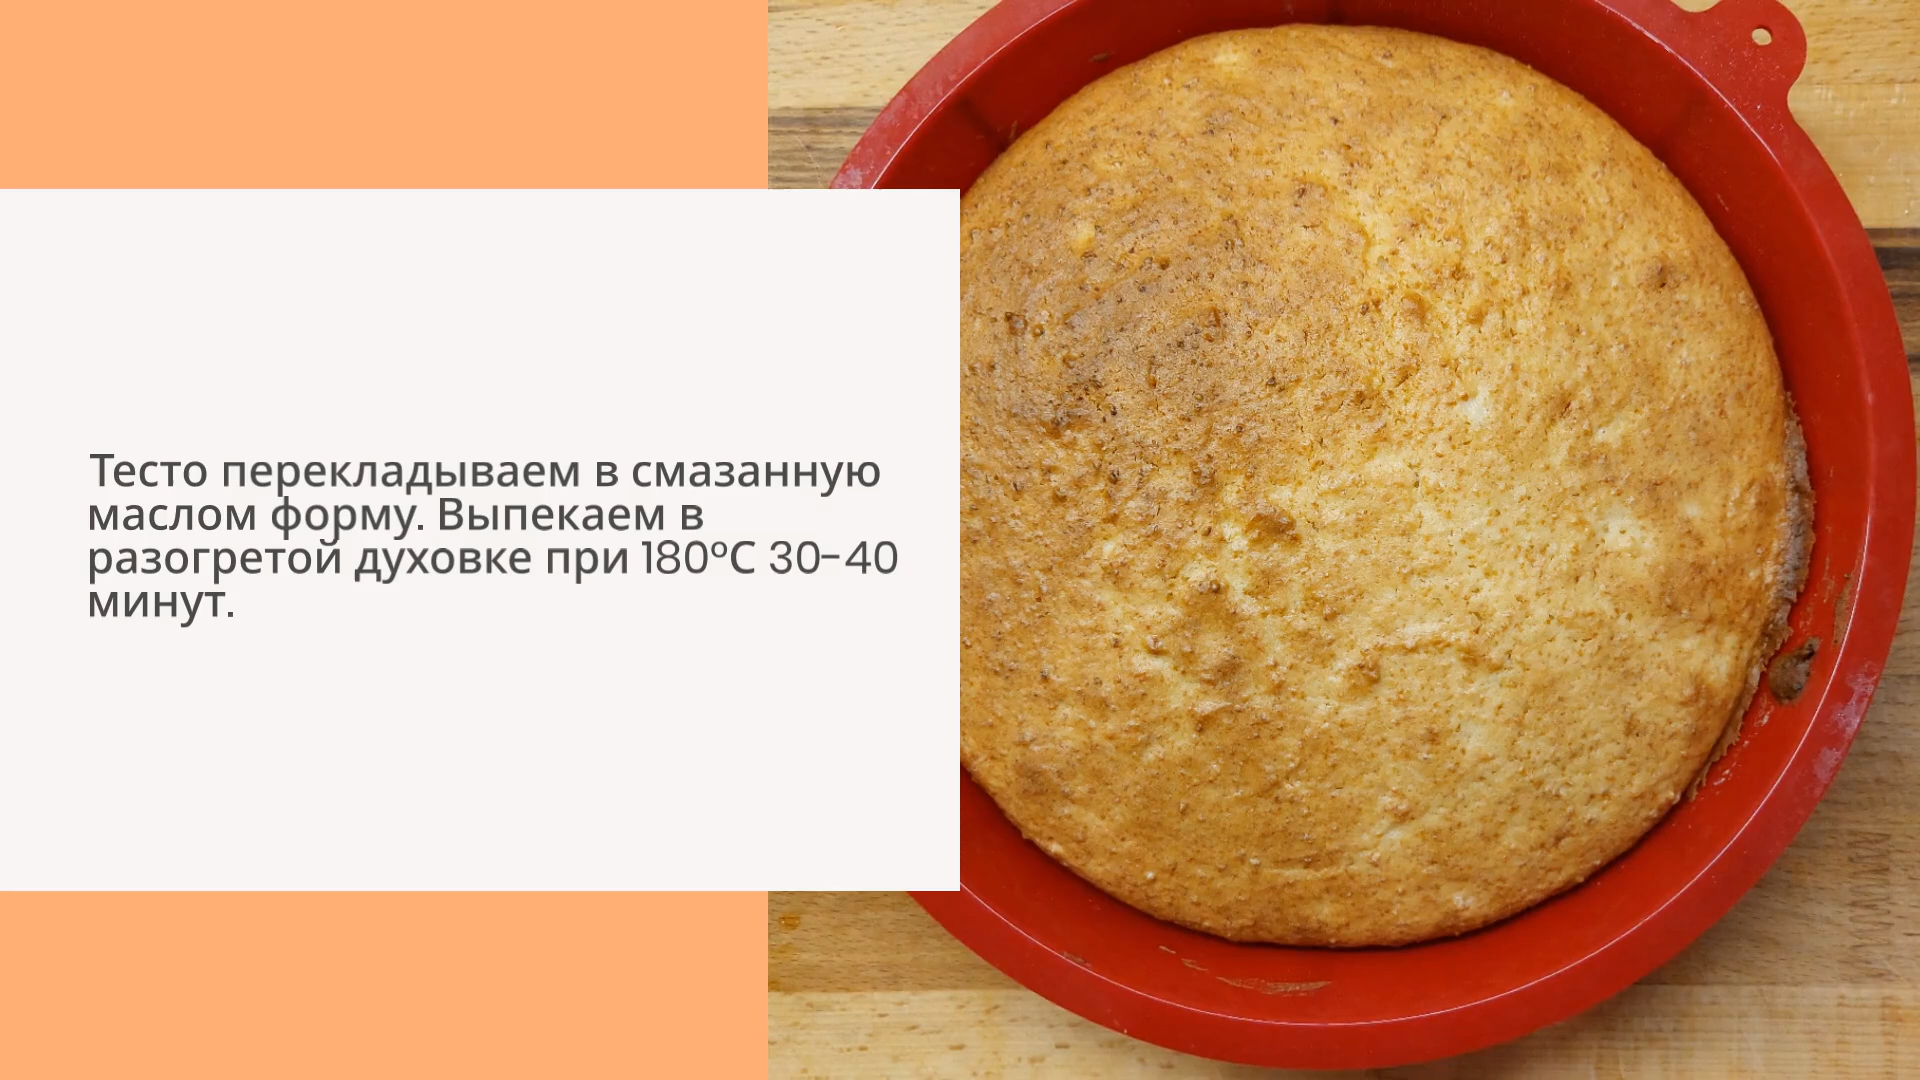 Тесто перекладываем в смазанную
маслом форму. Выпекаем в
разогретой духовке при 180°С 30-40
минут.